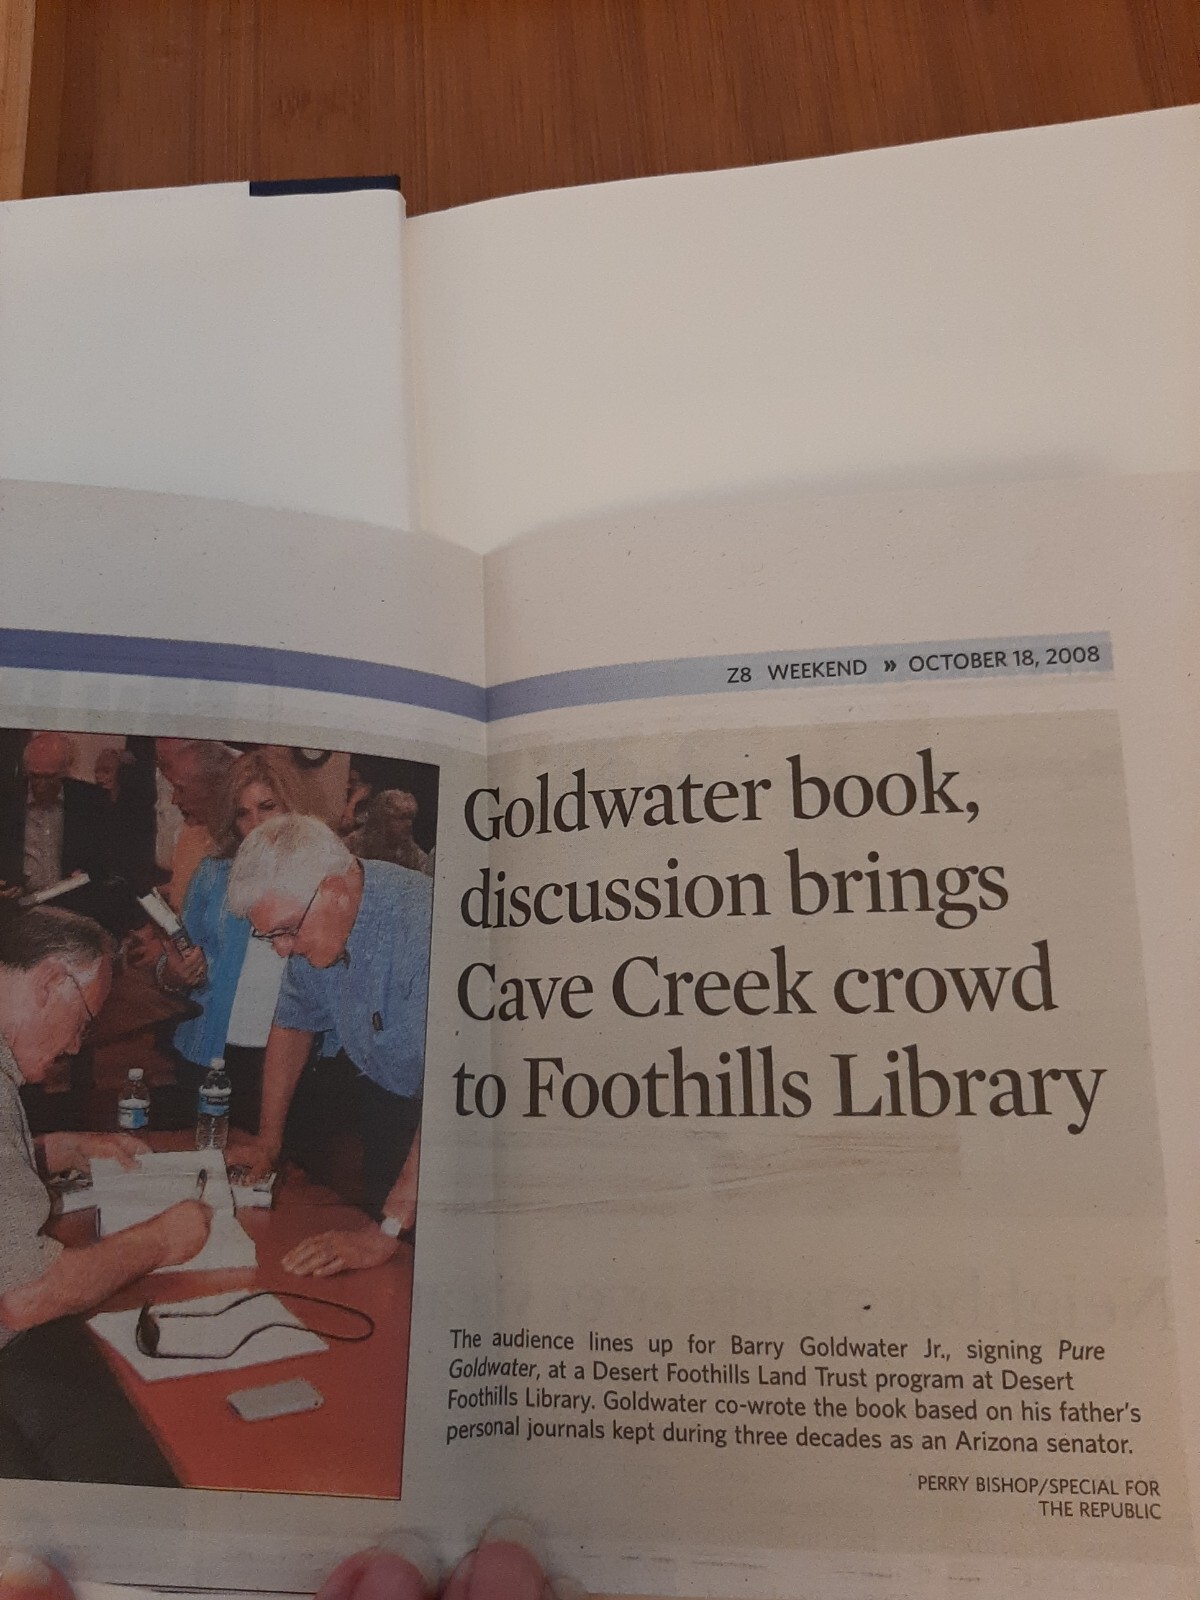 Z8 WEEKEND » OCTOBER 18, 2008
Goldwater book,
discussion brings
Cave Creek crowd
to Foothills Library
The audience lines up for Barry Goldwater Jr., signing Pure
Goldwater, at a Desert Foothills Land Trust program at Desert
Foothills Library. Goldwater co-wrote the book based on his father's
personal journals kept during three decades as an Arizona senator.
PERRY BISHOP/SPECIAL FOR
THE REPUBLIC